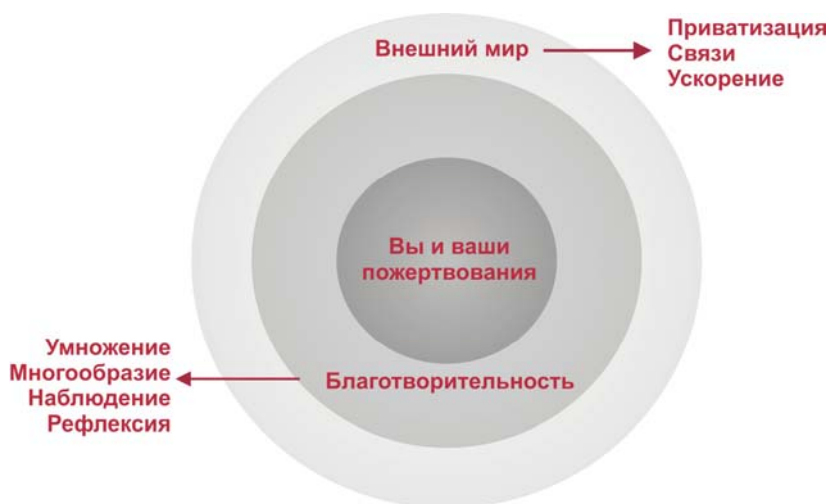 Внешний мир
Приватизация
Связи
Ускорение
Вы и ваши
пожертвования
Благотворительность
Умножение
Многообразие
Наблюдение
Рефлексия